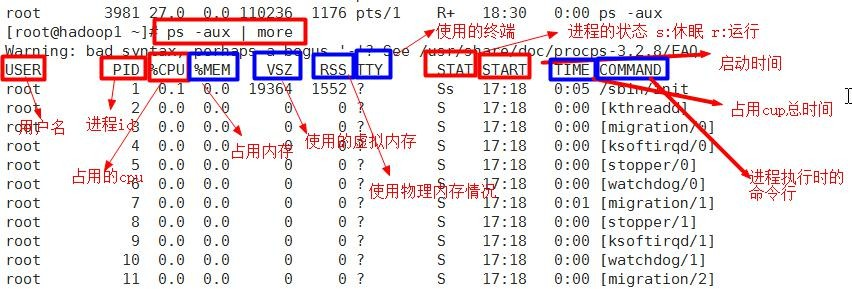 root 3981 27.0 0.0 110236 1176 pts/1 R+ 18:30 0:00 ps -aux
[root@hadoop1 ~]# ps -aux | more
使用的终端 进程的状态 s:休眠 r:运行
Warning: bad syntax, perhaps a bogus '-'? See /usr/share/doc/procps-3.2.8/FAQ
启动时间
USER PID %CPU %MEM VSZ RSS TTY STAT START TIME COMMAND
root 1 0.1 0.0 19364 1552 ? Ss 17:18 0:05 /sbin/init
root 2 0.0 0.0 0 0 ? S 17:18 0:00 [kthreadd]
占用cup总时间
用户名 进程id
root 3 0.0 0.0 0 0 ? S 17:18 0:00 [migration/0]
占用内存 使用的虚拟内存
root 4 0.0 0.0 0 0 ? S 17:18 0:00 [ksoftirqd/0]
root 5 0.0 0.0 0 0 ? S 17:18 0:00 [stopper/0]
占用的cpu
进程执行时的
命令行
root 6 0.0 0.0 0 0 ? S 17:18 0:00 [watchdog/0]
使用物理内存情况
root 7 0.0 0.0 0 0 ? S 17:18 0:01 [migration/1]
root 8 0.0 0.0 0 0 ? S 17:18 0:00 [stopper/1]
root 9 0.0 0.0 0 0 ? S 17:18 0:00 [ksoftirqd/1]
root 10 0.0 0.0 0 0 ? S 17:18 0:00 [watchdog/1]
root 11 0.0 0.0 0 0 ? S 17:18 0:00 [migration/2]